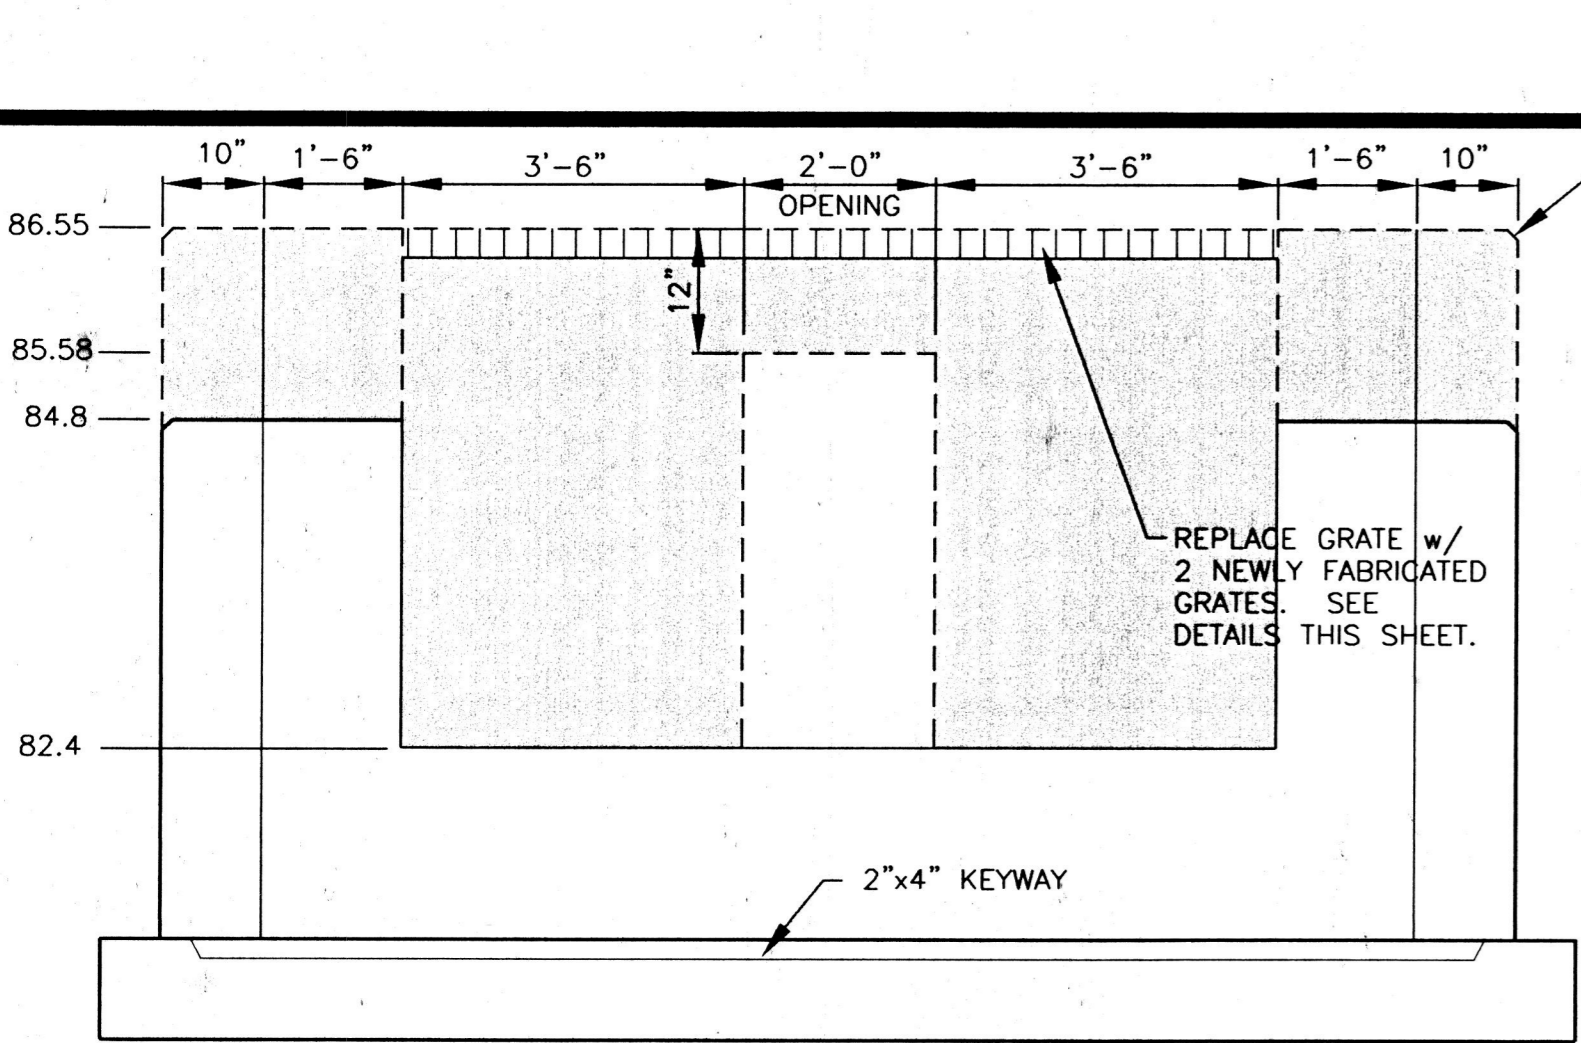 10" 1'-6" 3'-6" 2'-0" 3'-6" 1'-6" 10"
OPENING
86.55
12"
85.58
84.8
REPLACE GRATE w/
2 NEWLY FABRICATED
GRATES. SEE
DETAILS THIS SHEET.
82.4
2"x4" KEYWAY